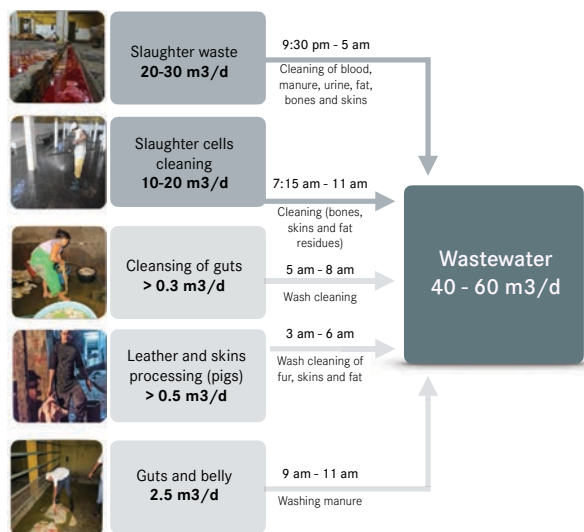 Slaughter waste
20-30 m3/d
9:30 pm - 5 am
Cleaning of blood,
manure, urine, fat,
bones and skins
Slaughter cells
cleaning
10-20 m3/d
7:15 am - 11 am
Cleaning (bones,
skins and fat
residues)
Cleansing of guts
> 0.3 m3/d
5 am - 8 am
Wash cleaning
Leather and skins
processing (pigs)
> 0.5 m3/d
3 am - 6 am
Wash cleaning of
fur, skins and fat
Guts and belly
2.5 m3/d
9 am - 11 am
Washing manure
Wastewater
40 - 60 m3/d